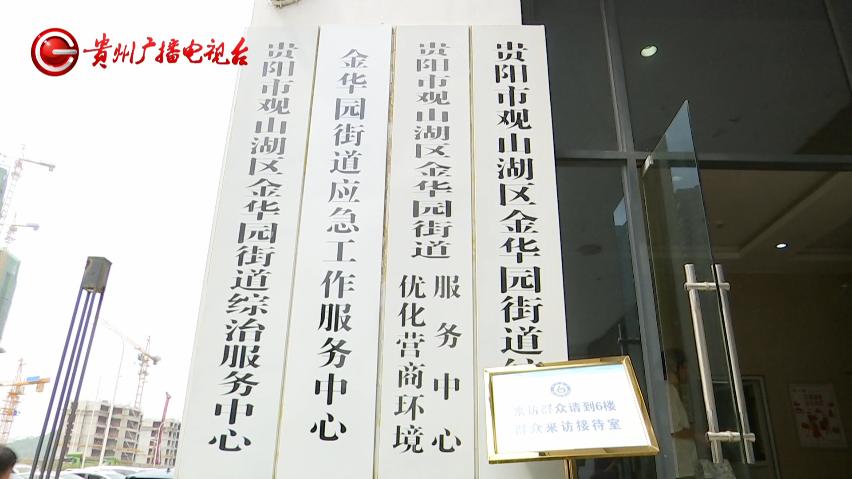 贵州广播电视台
贵阳市观山湖区金华园街道综治服务中心
金华园街道应急工作服务中心
贵阳市观山湖区金华园街道
优化营商环境
服务中心
贵阳市观山湖区金华园街道
来访群众请到6楼
群众来访接待室